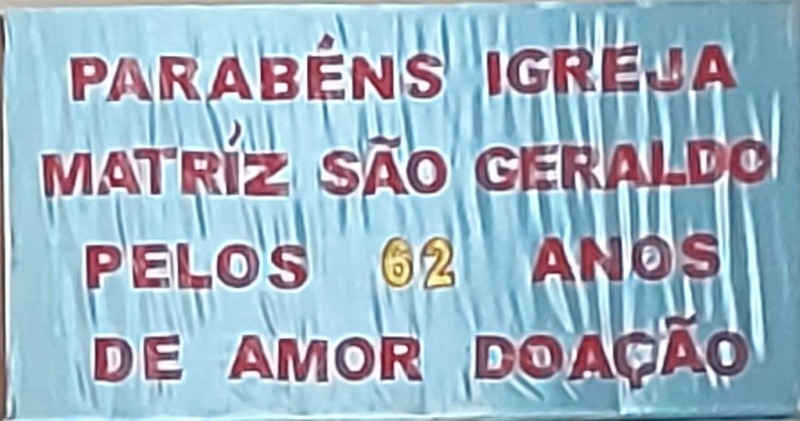 PARABÉNS IGREJA
MATRÍZ SÃO GERALDO
PELOS 62 ANOS
DE AMOR DOAÇÃO